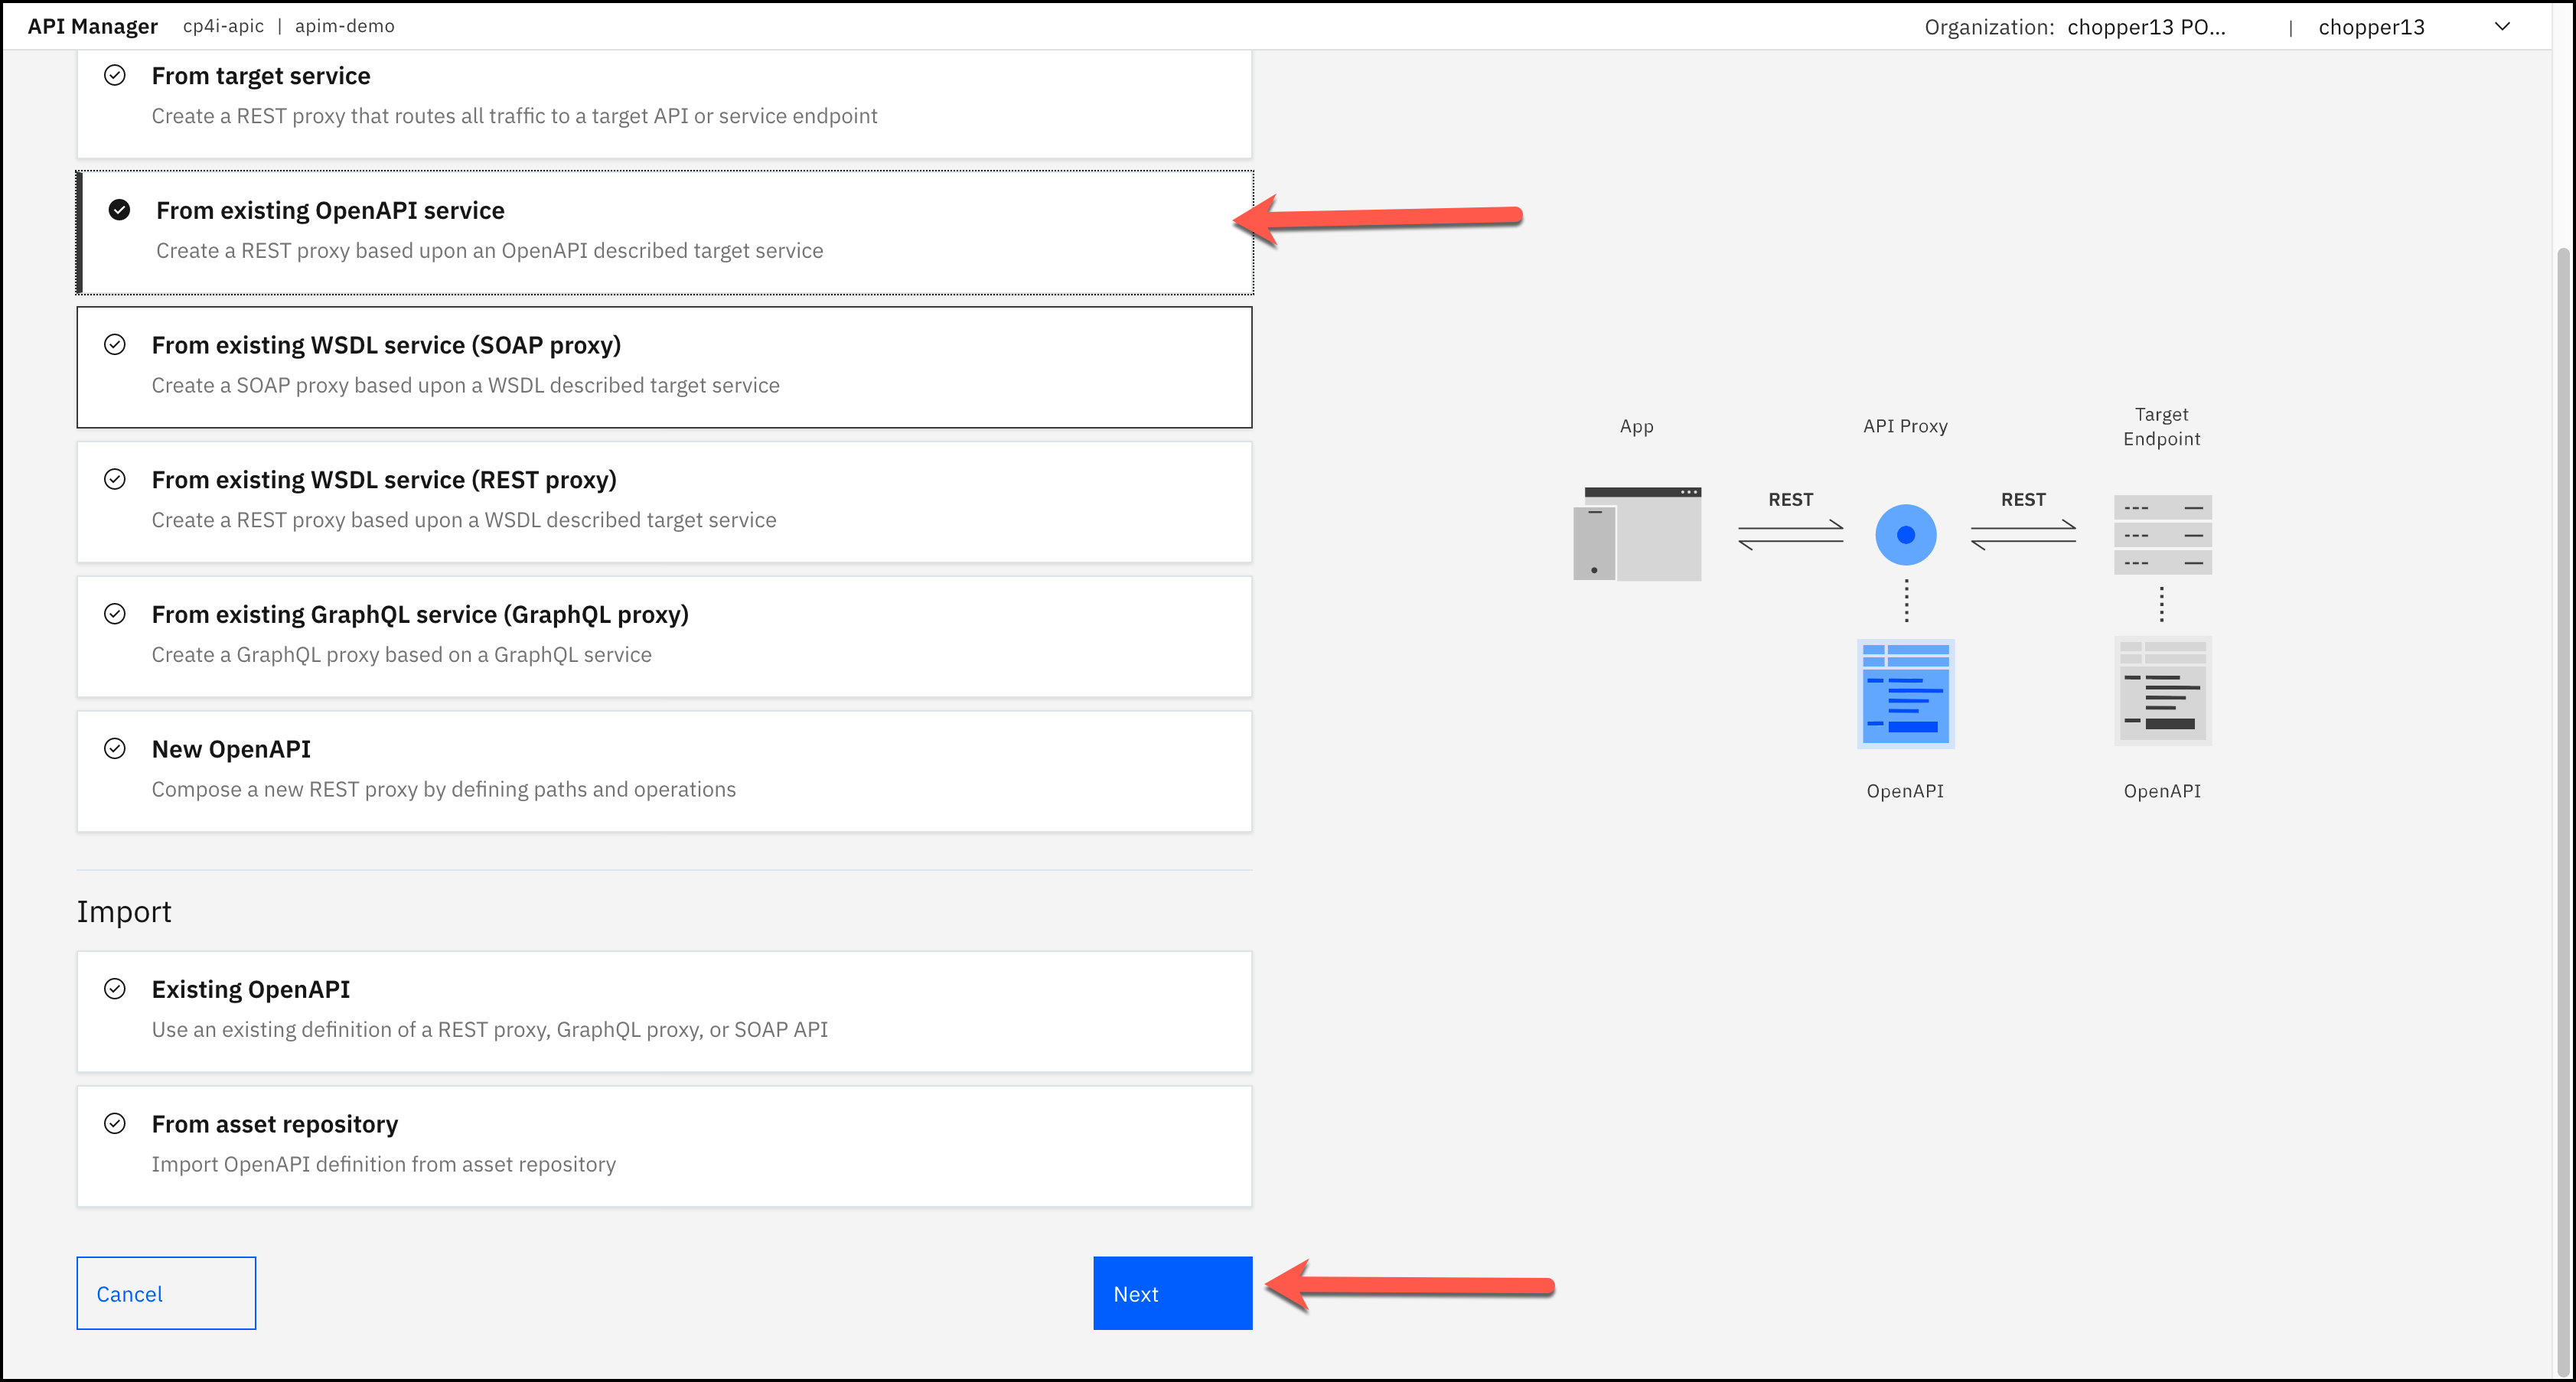 API Manager cp4i-apic | apim-demo Organization: chopper13 PO... | chopper13
From target service
Create a REST proxy that routes all traffic to a target API or service endpoint
From existing OpenAPI service
Create a REST proxy based upon an OpenAPI described target service
From existing WSDL service (SOAP proxy)
Create a SOAP proxy based upon a WSDL described target service
From existing WSDL service (REST proxy)
Create a REST proxy based upon a WSDL described target service
From existing GraphQL service (GraphQL proxy)
Create a GraphQL proxy based on a GraphQL service
New OpenAPI
Compose a new REST proxy by defining paths and operations
Import
Existing OpenAPI
Use an existing definition of a REST proxy, GraphQL proxy, or SOAP API
From asset repository
Import OpenAPI definition from asset repository
Cancel
Next
App
API Proxy
Target
Endpoint
REST
REST
OpenAPI
OpenAPI